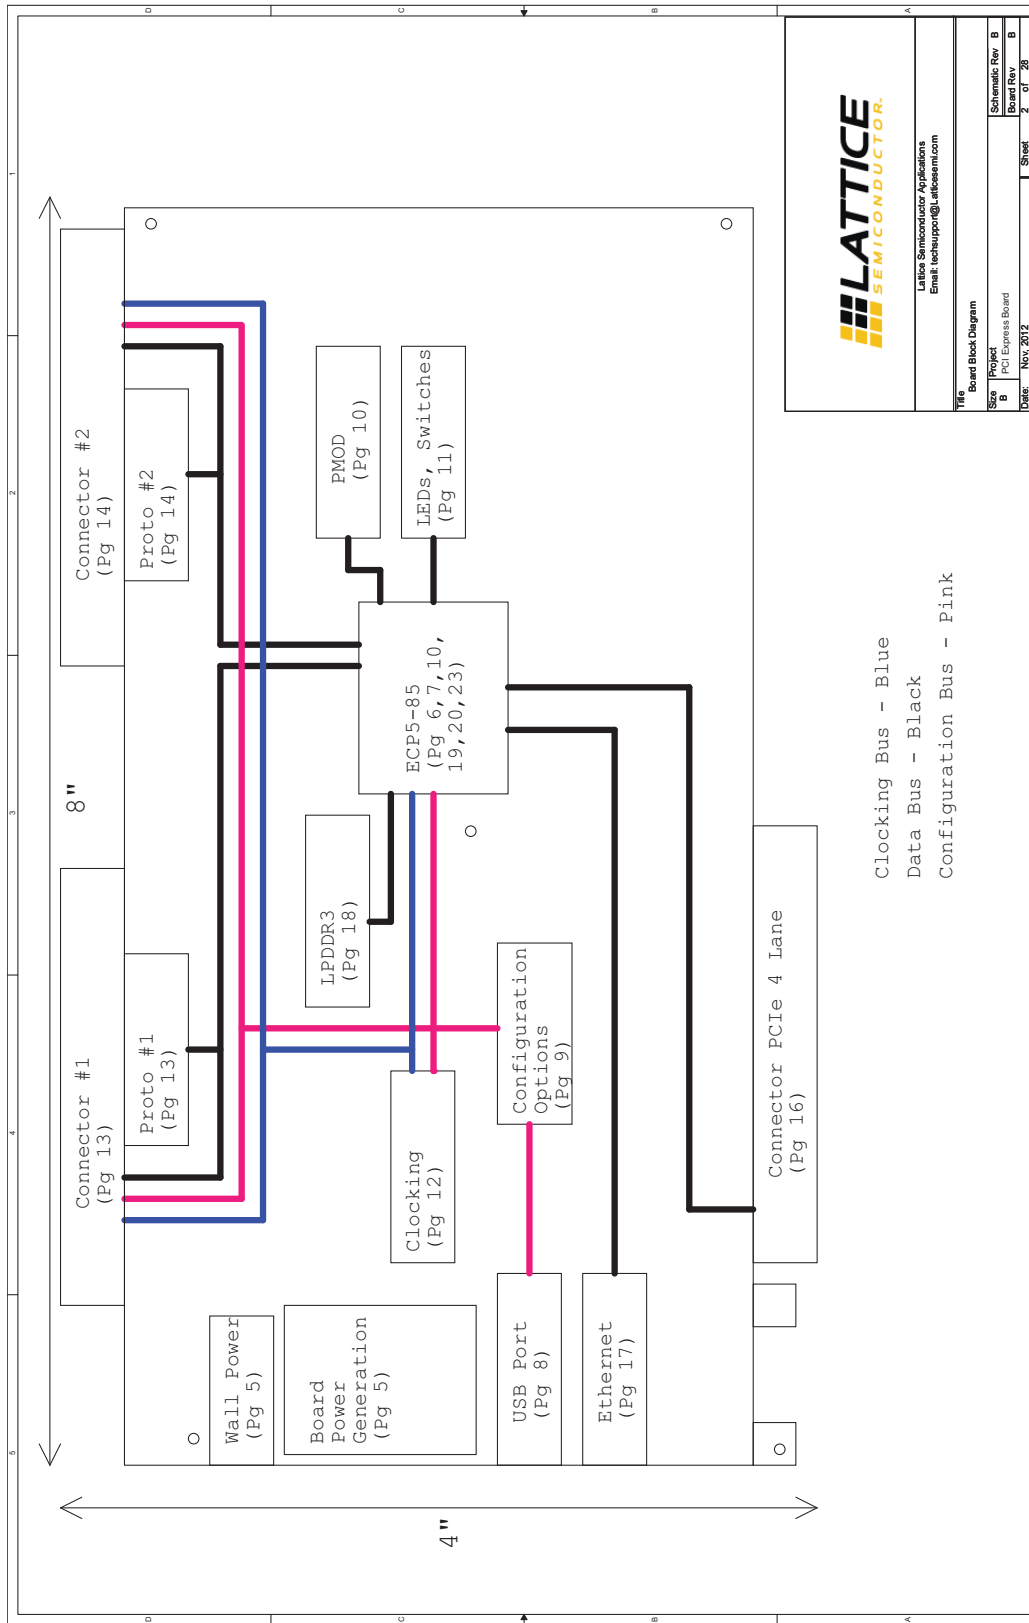 5
4
3
2
1
D
C
B
A
8"
4"
Connector #1
(Pg 13)
Connector #2
(Pg 14)
Proto #1
(Pg 13)
Proto #2
(Pg 14)
Wall Power
(Pg 5)
Board
Power
Generation
(Pg 5)
LPDDR3
(Pg 18)
PMOD
(Pg 10)
LEDs, Switches
(Pg 11)
ECP5-85
(Pg 6,7,10,
19,20,23)
Clocking
(Pg 12)
Configuration
Options
(Pg 9)
USB Port
(Pg 8)
Ethernet
(Pg 17)
Connector PCIe 4 Lane
(Pg 16)
Clocking Bus - Blue
Data Bus - Black
Configuration Bus - Pink
LATTICE
SEMICONDUCTOR.
Lattice Semiconductor Applications
Email: techsupport@Latticesemi.com
Title
Board Block Diagram
Size
B
Project
PCI Express Board
Schematic Rev B
Board Rev B
Date: Nov, 2012
Sheet 2 of 28
D
C
B
A